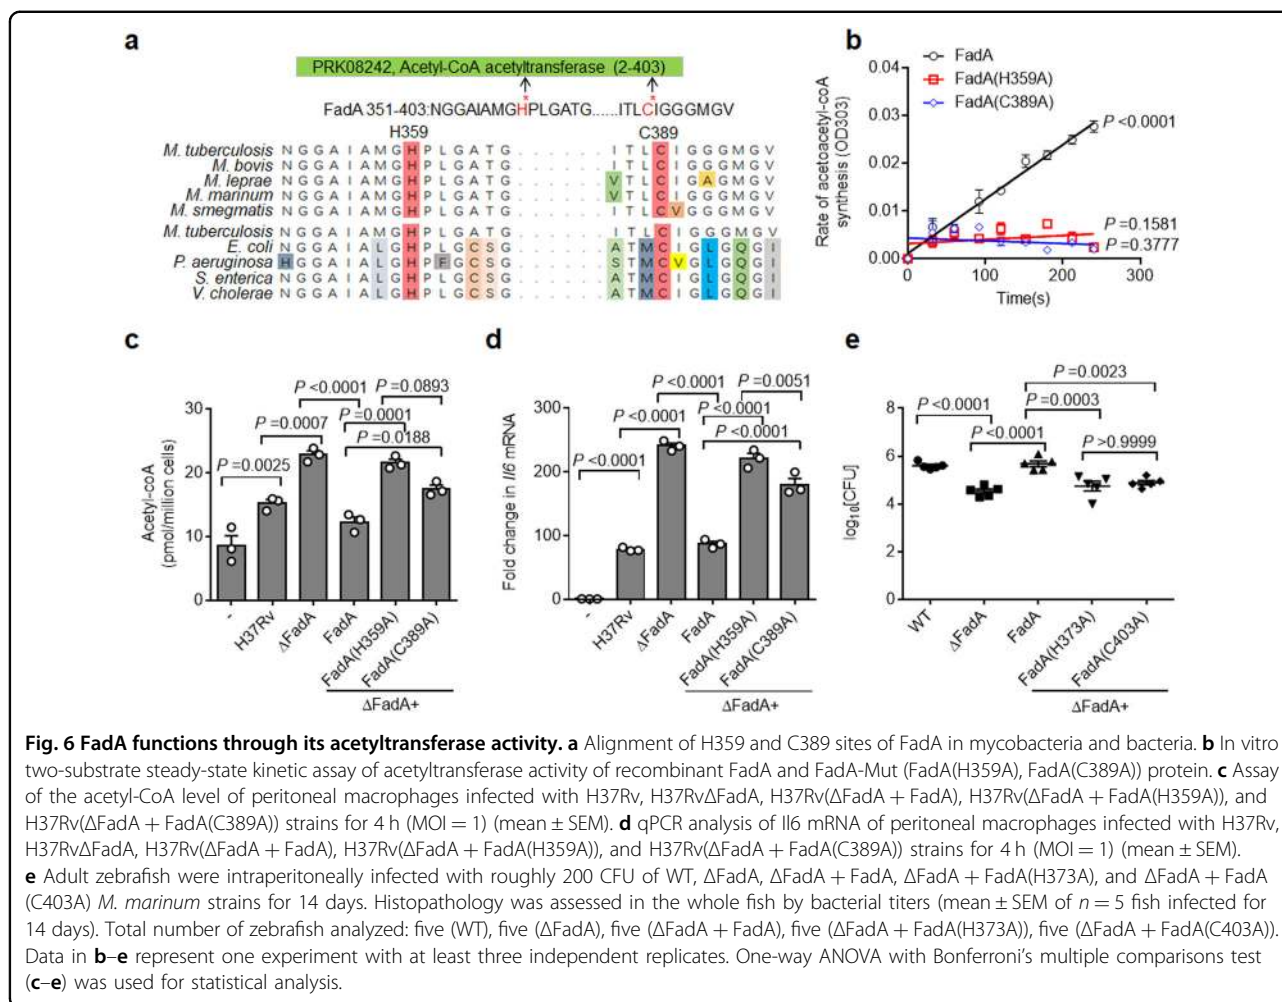 a
PRK08242, Acetyl-CoA acetyltransferase (2-403)
* *
FadA 351-403:NGGAIAMGHPLGATG......ITLCIGGGMGV
H359 C389
M. tuberculosis N G G A I A M G H P L G A T G . . . . . . I T L C I G G G M G V
M. bovis N G G A I A M G H P L G A T G . . . . . . I T L C I G G G M G V
M. leprae N G G A I A M G H P L G A T G . . . . . . V T L C I G A G M G V
M. marinum N G G A I A M G H P L G A T G . . . . . . V T L C I G G G M G V
M. smegmatis N G G A I A M G H P L G A T G . . . . . . I T L C V G G G M G V
M. tuberculosis N G G A I A M G H P L G A T G . . . . . . I T L C I G G G M G V
E. coli N G G A I A L G H P L G C S G . . . . . . A T M C I G L G Q G I
P. aeruginosa H G G A I A L G H P F G C S G . . . . . . S T M C V G L G Q G I
S. enterica N G G A I A L G H P L G C S G . . . . . . A T M C I G L G Q G I
V. cholerae N G G A I A L G H P L G C S G . . . . . . A T M C I G L G Q G I
b
FadA
FadA(H359A)
FadA(C389A)
Rate of acetoacetyl-coA
synthesis (OD303)
0.04
0.03
0.02
0.01
0.00
P <0.0001
P =0.1581
P =0.3777
0 100 200 300
Time(s)
c
P =0.0893
P <0.0001
P =0.0001
P =0.0007
P =0.0188
P =0.0025
Acetyl-coA
(pmol/million cells)
30
20
10
0
- H37Rv ΔFadA FadA FadA(H359A) FadA(C389A)
ΔFadA+
d
P =0.0051
P <0.0001
P <0.0001
P <0.0001
P <0.0001
P <0.0001
Fold change in Il6 mRNA
300
200
100
0
- H37Rv ΔFadA FadA FadA(H359A) FadA(C389A)
ΔFadA+
e
P =0.0023
P =0.0003
P <0.0001
P <0.0001
P >0.9999
log10[CFU]
8
6
4
2
0
WT ΔFadA FadA FadA(H373A) FadA(C403A)
ΔFadA+
Fig. 6 FadA functions through its acetyltransferase activity. a Alignment of H359 and C389 sites of FadA in mycobacteria and bacteria. b In vitro
two-substrate steady-state kinetic assay of acetyltransferase activity of recombinant FadA and FadA-Mut (FadA(H359A), FadA(C389A)) protein. c Assay
of the acetyl-CoA level of peritoneal macrophages infected with H37Rv, H37RvΔFadA, H37Rv(ΔFadA + FadA), H37Rv(ΔFadA + FadA(H359A)), and
H37Rv(ΔFadA + FadA(C389A)) strains for 4 h (MOI = 1) (mean ± SEM). d qPCR analysis of Il6 mRNA of peritoneal macrophages infected with H37Rv,
H37RvΔFadA, H37Rv(ΔFadA + FadA), H37Rv(ΔFadA + FadA(H359A)), and H37Rv(ΔFadA + FadA(C389A)) strains for 4 h (MOI = 1) (mean ± SEM).
e Adult zebrafish were intraperitoneally infected with roughly 200 CFU of WT, ΔFadA, ΔFadA + FadA, ΔFadA + FadA(H373A), and ΔFadA + FadA
(C403A) M. marinum strains for 14 days. Histopathology was assessed in the whole fish by bacterial titers (mean ± SEM of n = 5 fish infected for
14 days). Total number of zebrafish analyzed: five (WT), five (ΔFadA), five (ΔFadA + FadA), five (ΔFadA + FadA(H373A)), five (ΔFadA + FadA(C403A)).
Data in b–e represent one experiment with at least three independent replicates. One-way ANOVA with Bonferroni’s multiple comparisons test
(c–e) was used for statistical analysis.